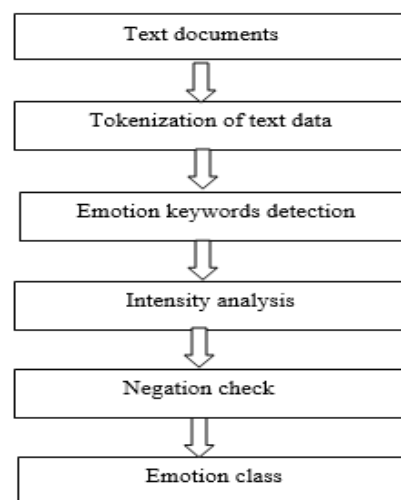 Text documents
Tokenization of text data
Emotion keywords detection
Intensity analysis
Negation check
Emotion class